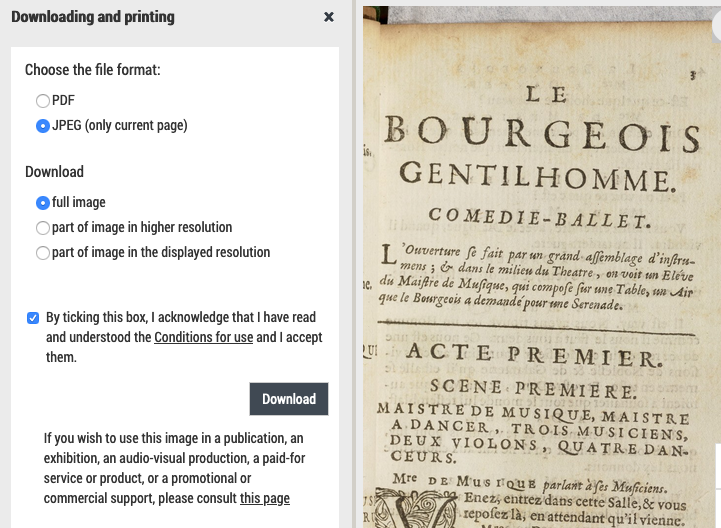 Downloading and printing
×
Choose the file format:
PDF
JPEG (only current page)
Download
full image
part of image in higher resolution
part of image in the displayed resolution
By ticking this box, I acknowledge that I have read
and understood the Conditions for use and I accept
them.
Download
If you wish to use this image in a publication, an
exhibition, an audio-visual production, a paid-for
service or product, or a promotional or
commercial support, please consult this page
3
LE
BOURGEOIS
GENTILHOMME.
COMEDIE-BALLET.
L'Ouverture ſe fait par un grand aſſemblage d'inſtru-
mens ; & dans le milieu du Theatre, on voit un Eléve
du Maiſtre de Muſique, qui compoſe ſur une Table, un Air
que le Bourgeois a demandé pour une Serenade.
ACTE PREMIER.
SCENE PREMIERE.
MAISTRE DE MUSIQUE, MAISTRE
A DANCER, TROIS MUSICIENS,
DEUX VIOLONS, QUATRE DAN-
CEURS.
Mre DE MUSIQUE parlant à ſes Muſiciens.
VEnez, entrez dans cette Salle, & vous
repoſez là, en attendant qu'il vienne.